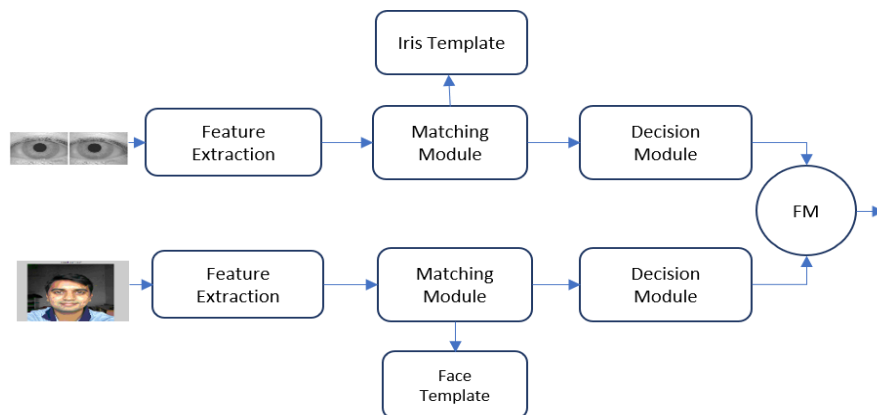 Iris Template
Feature
Extraction
Matching
Module
Decision
Module
FM
Feature
Extraction
Matching
Module
Decision
Module
Face
Template